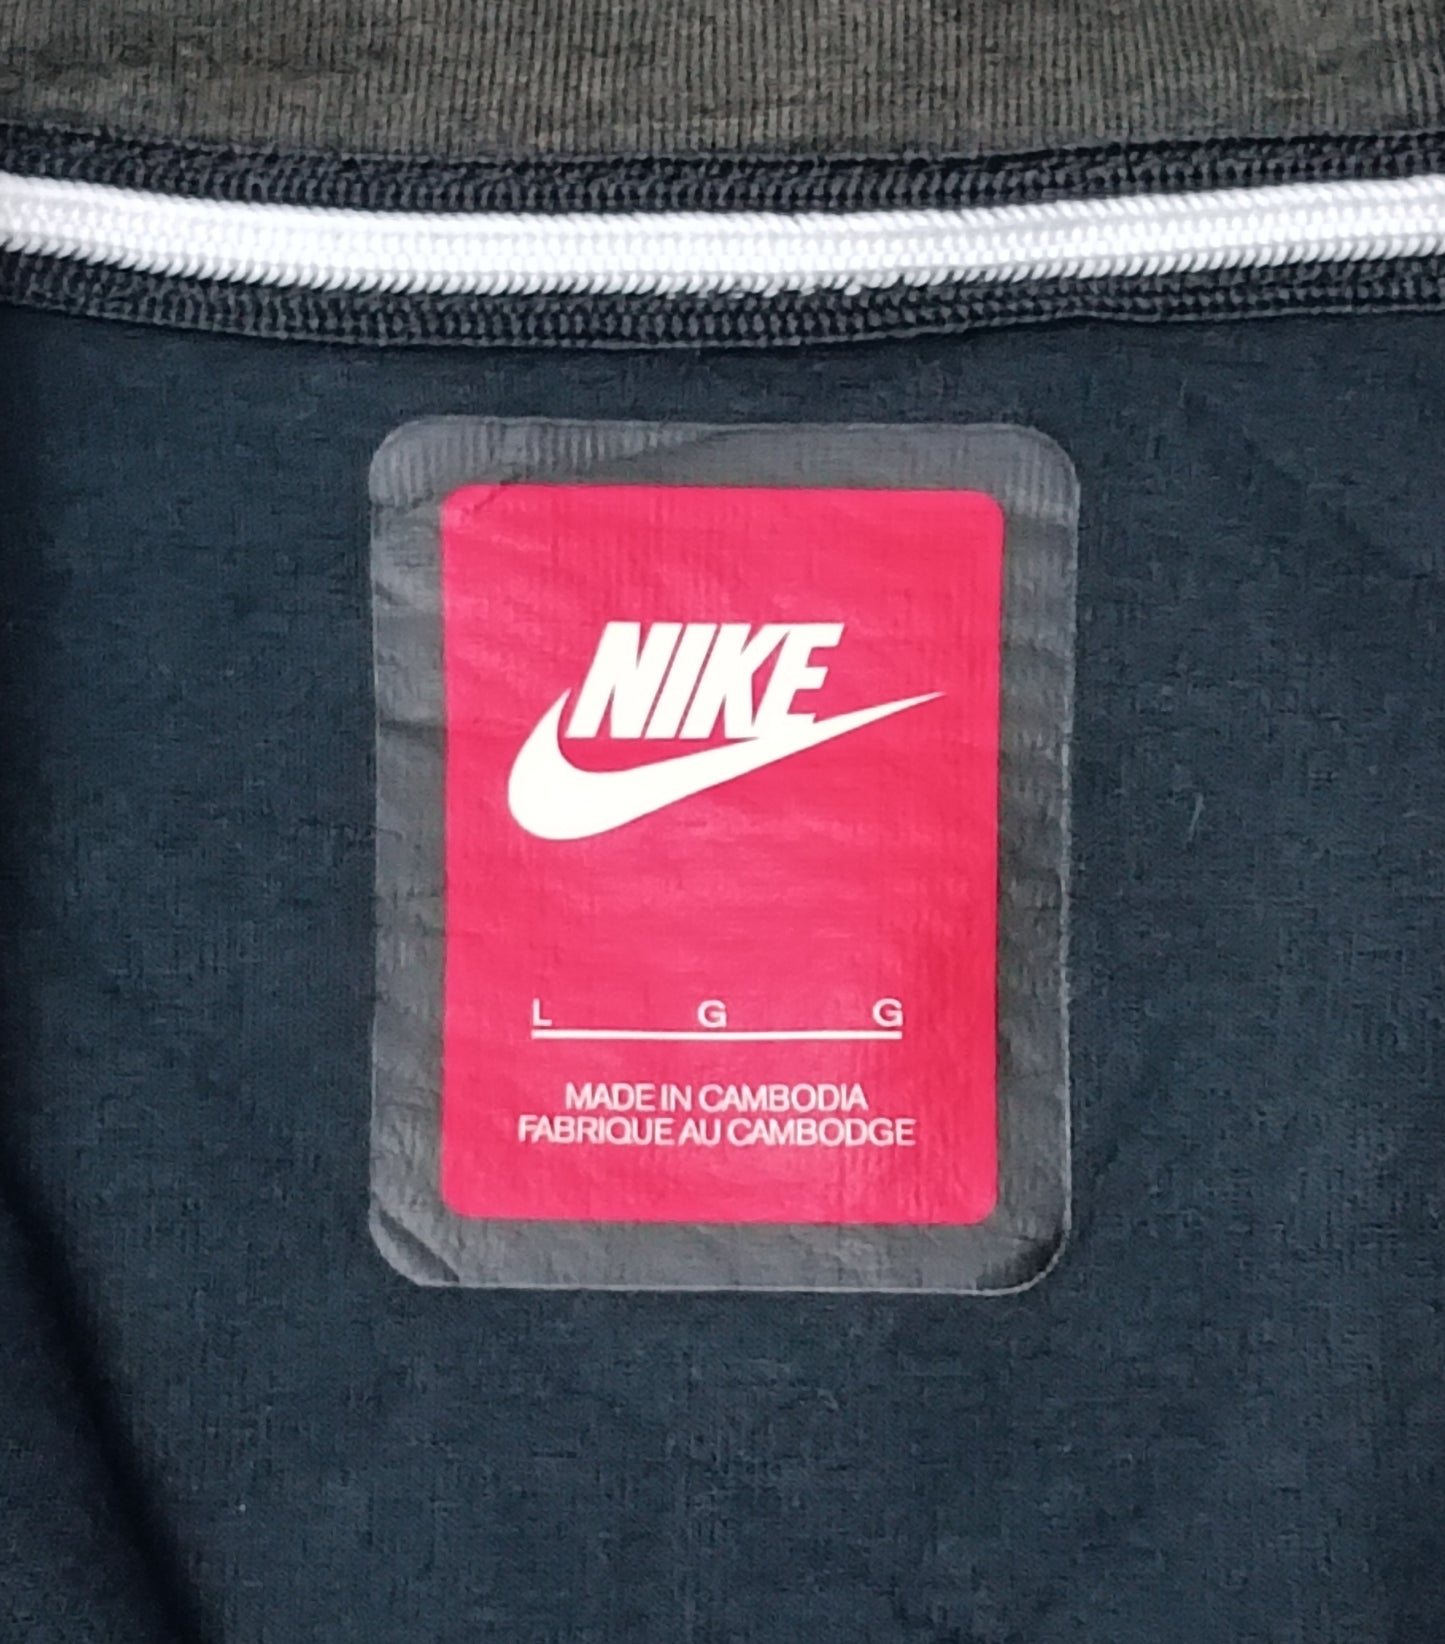 NIKE
L G G
MADE IN CAMBODIA
FABRIQUE AU CAMBODGE